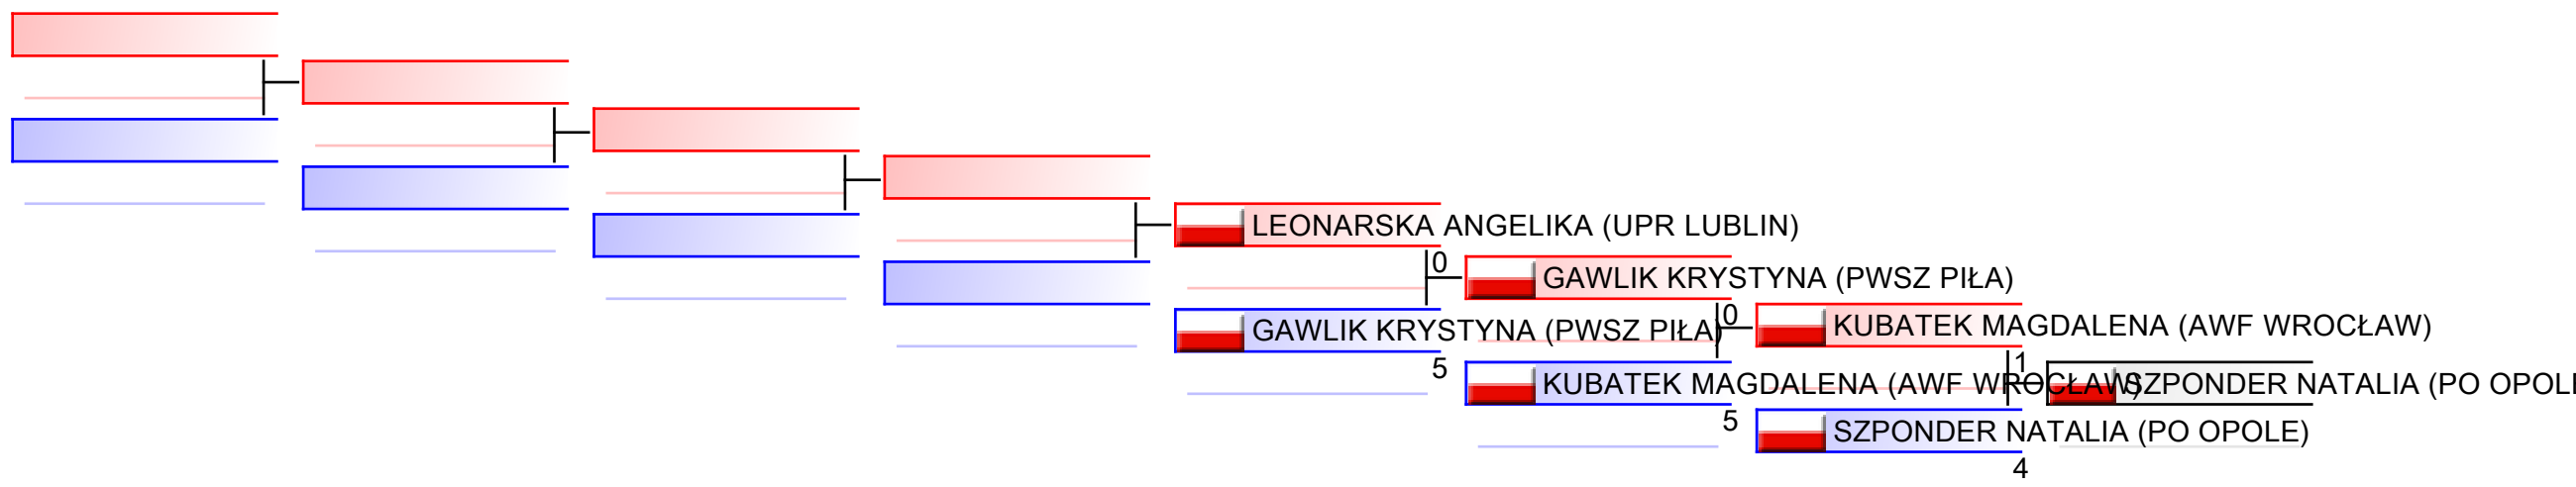 LEONARSKA ANGELIKA (UPR LUBLIN)
0
GAWLIK KRYSTYNA (PWSZ PIŁA)
GAWLIK KRYSTYNA (PWSZ PIŁA)
0
KUBATEK MAGDALENA (AWF WROCŁAW)
5
KUBATEK MAGDALENA (AWF WROCŁAW)
1
SZPONDER NATALIA (PO OPOLE
5
SZPONDER NATALIA (PO OPOLE)
4